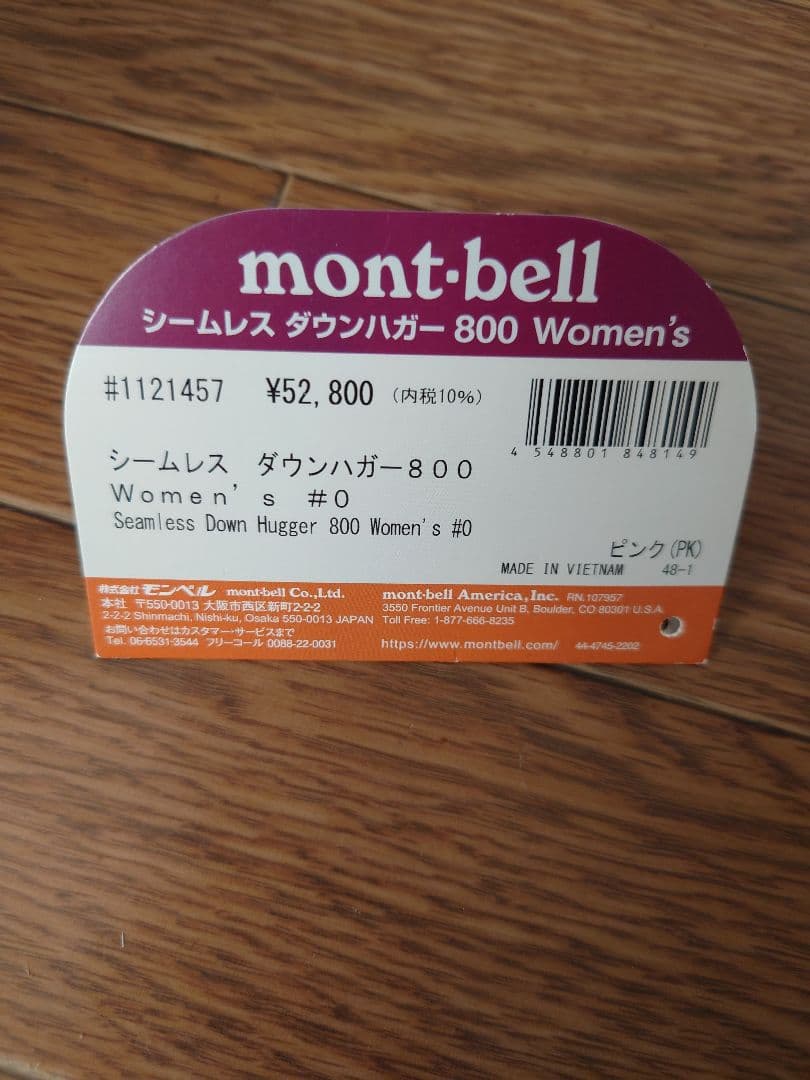 mont·bell
シームレス ダウンハガー 800 Women's
#1121457 ¥52,800 (内税10%)
4 548801 848149
シームレス ダウンハガー800
Women's #0
Seamless Down Hugger 800 Women's #0
ピンク(PK)
MADE IN VIETNAM 48-1
株式会社 モンベル mont-bell Co.,Ltd.
本社 〒550-0013 大阪市西区新町2-2-2
2-2-2 Shinmachi, Nishi-ku, Osaka 550-0013 JAPAN
お問い合わせはカスタマー・サービスまで
Tel. 06-6531-3544 フリーコール 0088-22-0031
mont-bell America, Inc. RN.107957
3550 Frontier Avenue Unit B, Boulder, CO 80301 U.S.A.
Toll Free: 1-877-666-8235
https://www.montbell.com/ 44-4745-2202